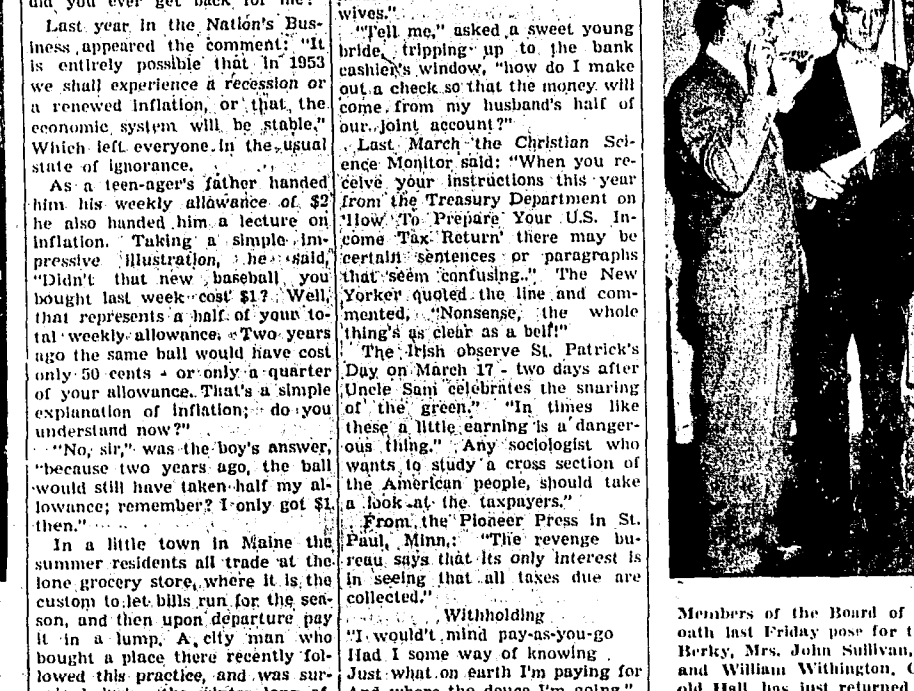 did you ever get back for me?
Last year in the Nation's Bus-
iness appeared the comment: "It
is entirely possible that in 1953
we shall experience a recession or
a renewed inflation, or that the
economic system will be stable."
Which left everyone in the usual
state of ignorance.
As a teen-ager's father handed
him his weekly allowance of $2
he also handed him a lecture on
inflation. Taking a simple im-
pressive illustration, he said,
"Didn't that new baseball you
bought last week cost $1? Well,
that represents a half of your to-
tal weekly allowance. Two years
ago the same ball would have cost
only 50 cents - or only a quarter
of your allowance. That's a simple
explanation of inflation; do you
understand now?"
"No, sir," was the boy's answer,
"because two years ago, the ball
would still have taken half my al-
lowance; remember? I only got $1
then."
In a little town in Maine the
summer residents all trade at the
lone grocery store, where it is the
custom to let bills run for the sea-
son, and then upon departure pay
it in a lump. A city man who
bought a place there recently fol-
lowed this practice, and was sur-
wives."
"Tell me," asked a sweet young
bride, tripping up to the bank
cashier's window, "how do I make
out a check so that the money will
come from my husband's half of
our joint account?"
Last March the Christian Sci-
ence Monitor said: "When you re-
ceive your instructions this year
from the Treasury Department on
'How To Prepare Your U.S. In-
come Tax Return' there may be
certain sentences or paragraphs
that seem confusing." The New
Yorker quoted the line and com-
mented, "Nonsense, the whole
thing's as clear as a bell!"
The Irish observe St. Patrick's
Day on March 17 - two days after
Uncle Sam celebrates the snaring
of the green." "In times like
these a little earning is a danger-
ous thing." Any sociologist who
wants to study a cross section of
the American people, should take
a look at the taxpayers."
From the Pioneer Press in St.
Paul, Minn.: "The revenge bu-
reau says that its only interest is
in seeing that all taxes due are
collected."
Withholding
"I would't mind pay-as-you-go
Had I some way of knowing
Just what on earth I'm paying for
And where the deuce I'm going."
Members of the Board of
oath last Friday pose for t
Berky, Mrs. John Sullivan,
and William Withington.
old Hall has just returned